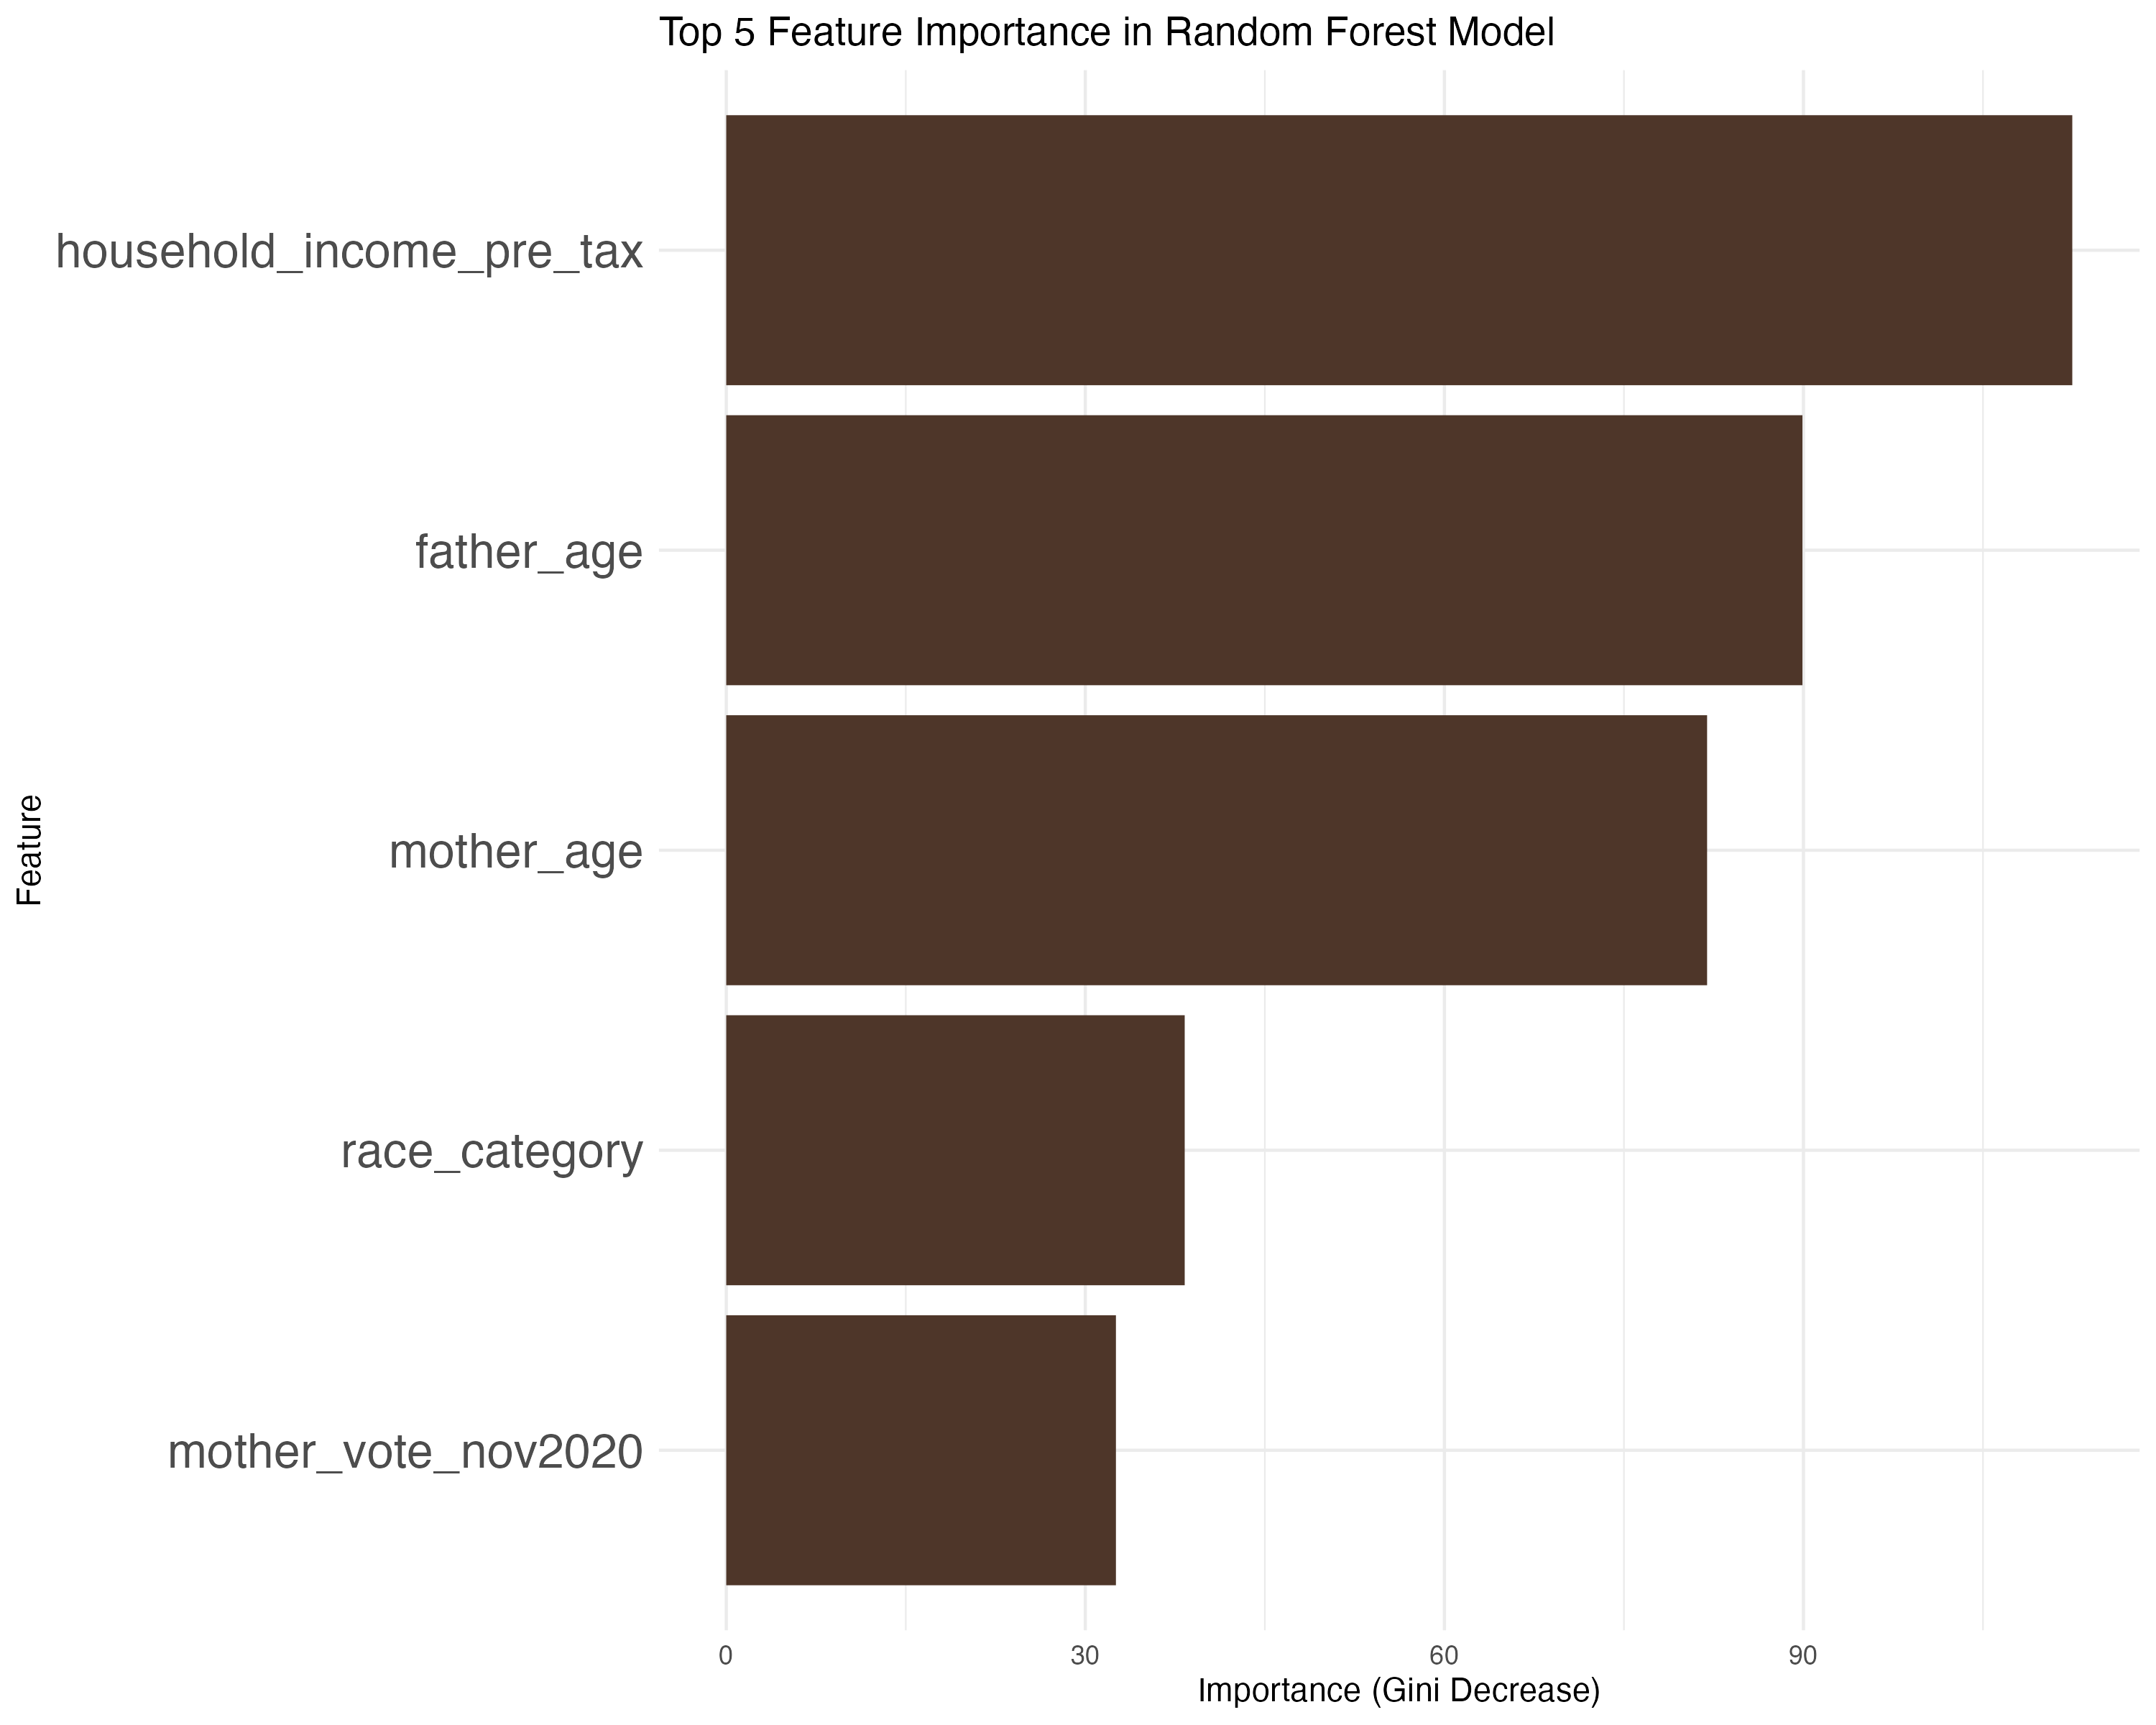 Top 5 Feature Importance in Random Forest Model
household_income_pre_tax
father_age
mother_age
race_category
mother_vote_nov2020
Feature
0 30 60 90
Importance (Gini Decrease)